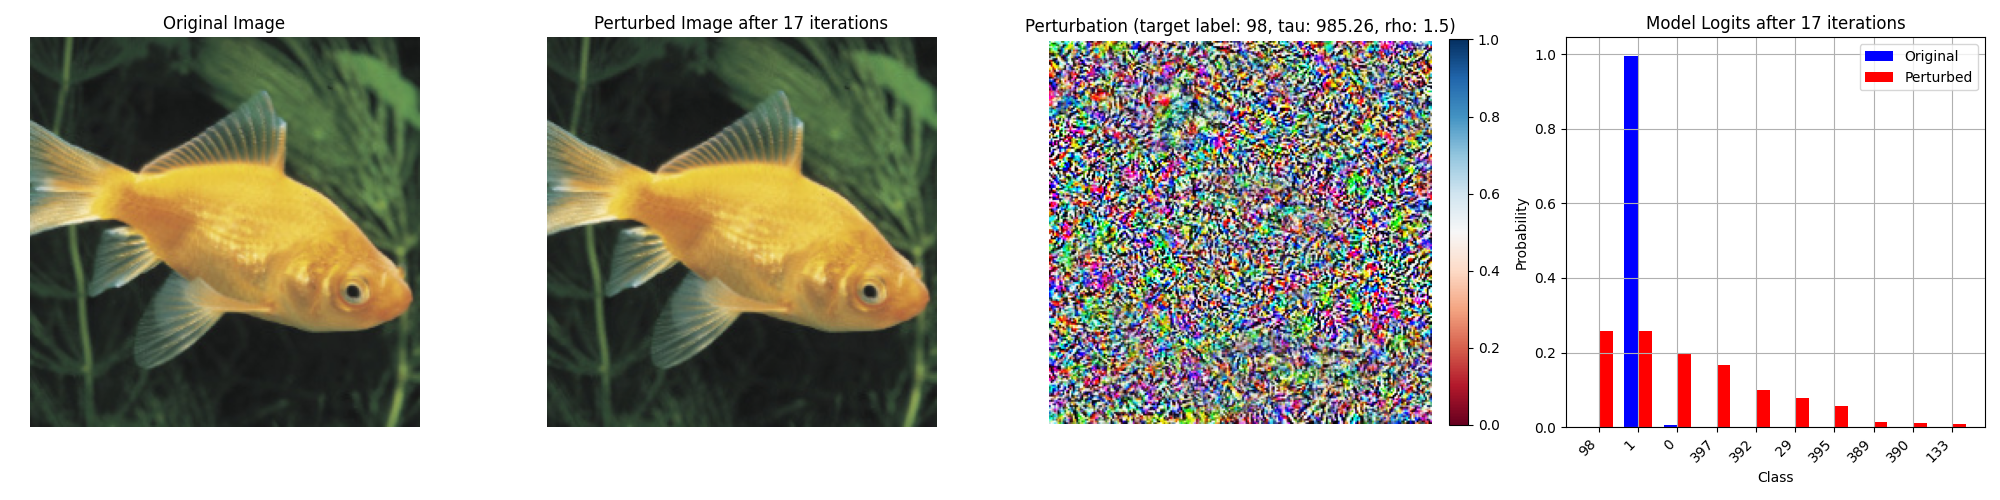 Original Image
Perturbed Image after 17 iterations
Perturbation (target label: 98, tau: 985.26, rho: 1.5)
1.0
0.8
0.6
0.4
0.2
0.0
Model Logits after 17 iterations
Original
Perturbed
Probability
1.0
0.8
0.6
0.4
0.2
0.0
98
1
0
397
392
29
395
389
390
133
Class